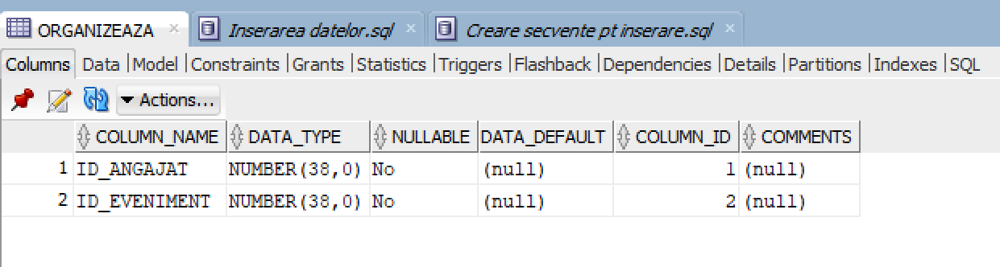 ORGANIZEAZA Inserarea datelor.sql Creare secvente pt inserare.sql
Columns Data Model Constraints Grants Statistics Triggers Flashback Dependencies Details Partitions Indexes SQL
Actions...
COLUMN_NAME DATA_TYPE NULLABLE DATA_DEFAULT COLUMN_ID COMMENTS
1 ID_ANGAJAT NUMBER(38,0) No (null) 1 (null)
2 ID_EVENIMENT NUMBER(38,0) No (null) 2 (null)